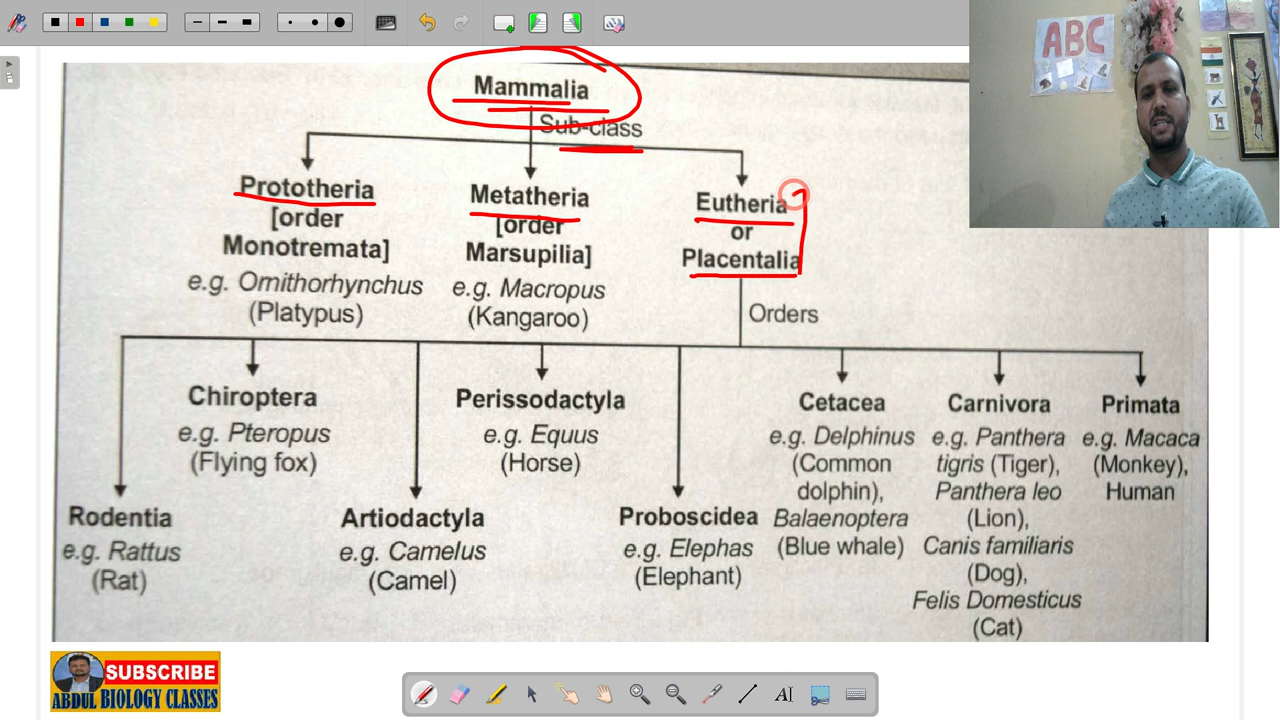 ABC
Mammalia
Sub-class
Prototheria
[order
Monotremata]
e.g. Ornithorhynchus
(Platypus)
Metatheria
[order
Marsupilia]
e.g. Macropus
(Kangaroo)
Eutheria
or
Placentalia
Orders
Rodentia
e.g. Rattus
(Rat)
Chiroptera
e.g. Pteropus
(Flying fox)
Artiodactyla
e.g. Camelus
(Camel)
Perissodactyla
e.g. Equus
(Horse)
Proboscidea
e.g. Elephas
(Elephant)
Cetacea
e.g. Delphinus
(Common
dolphin),
Balaenoptera
(Blue whale)
Carnivora
e.g. Panthera
tigris (Tiger),
Panthera leo
(Lion),
Canis familiaris
(Dog),
Felis Domesticus
(Cat)
Primata
e.g. Macaca
(Monkey),
Human
SUBSCRIBE
ABDUL BIOLOGY CLASSES
AI